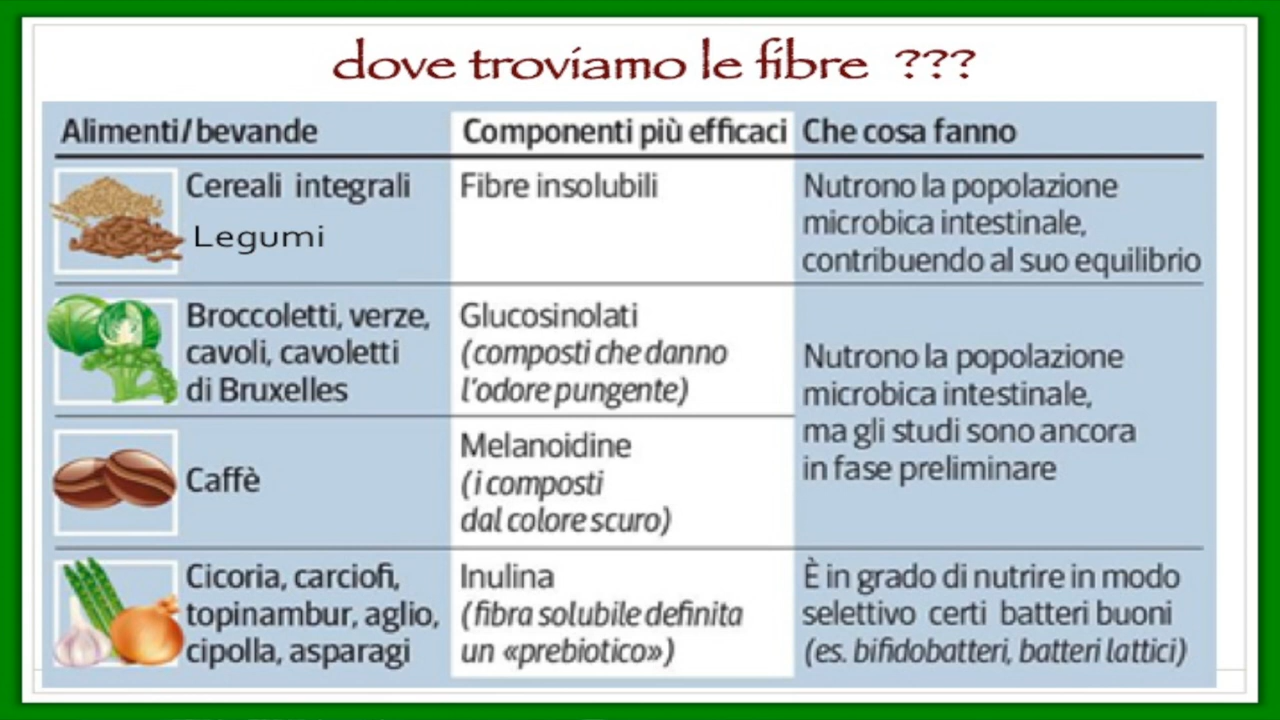 dove troviamo le fibre ???
Alimenti/bevande
Componenti più efficaci
Che cosa fanno
Cereali integrali
Legumi
Fibre insolubili
Nutrono la popolazione
microbica intestinale,
contribuendo al suo equilibrio
Broccoletti, verze,
cavoli, cavoletti
di Bruxelles
Glucosinolati
(composti che danno
l'odore pungente)
Nutrono la popolazione
microbica intestinale,
ma gli studi sono ancora
in fase preliminare
Caffè
Melanoidine
(i composti
dal colore scuro)
Cicoria, carciofi,
topinambur, aglio,
cipolla, asparagi
Inulina
(fibra solubile definita
un «prebiotico»)
È in grado di nutrire in modo
selettivo certi batteri buoni
(es. bifidobatteri, batteri lattici)